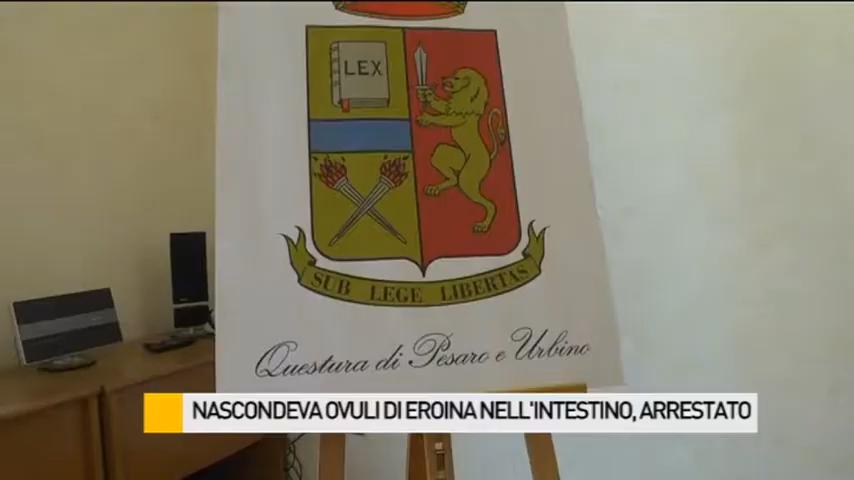 LEX
SUB LEGE LIBERTAS
Questura di Pesaro e Urbino
NASCONDEVA OVULI DI EROINA NELL'INTESTINO, ARRESTATO